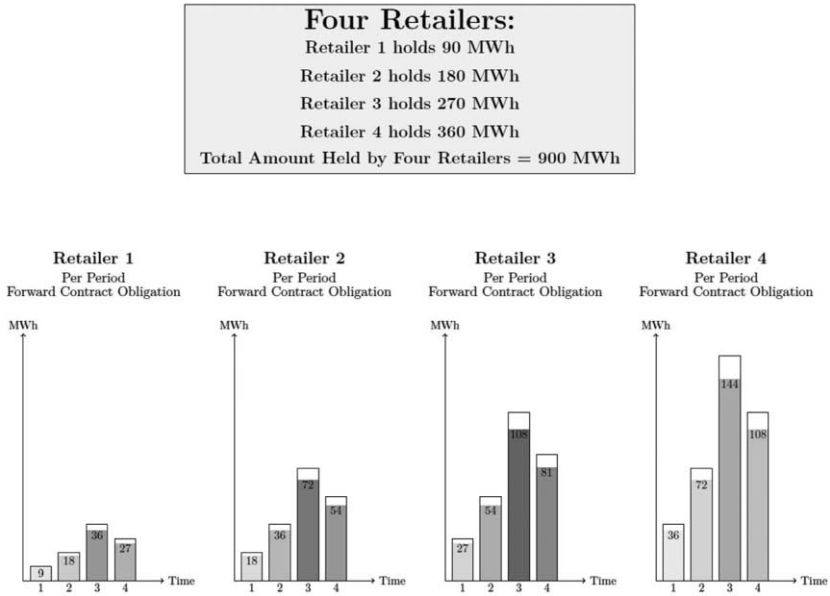 Four Retailers:
Retailer 1 holds 90 MWh
Retailer 2 holds 180 MWh
Retailer 3 holds 270 MWh
Retailer 4 holds 360 MWh
Total Amount Held by Four Retailers = 900 MWh
Retailer 1
Per Period
Forward Contract Obligation
MWh
9
18
36
27
1 2 3 4
Time
Retailer 2
Per Period
Forward Contract Obligation
MWh
18
36
72
54
1 2 3 4
Time
Retailer 3
Per Period
Forward Contract Obligation
MWh
27
54
108
81
1 2 3 4
Time
Retailer 4
Per Period
Forward Contract Obligation
MWh
36
72
144
108
1 2 3 4
Time